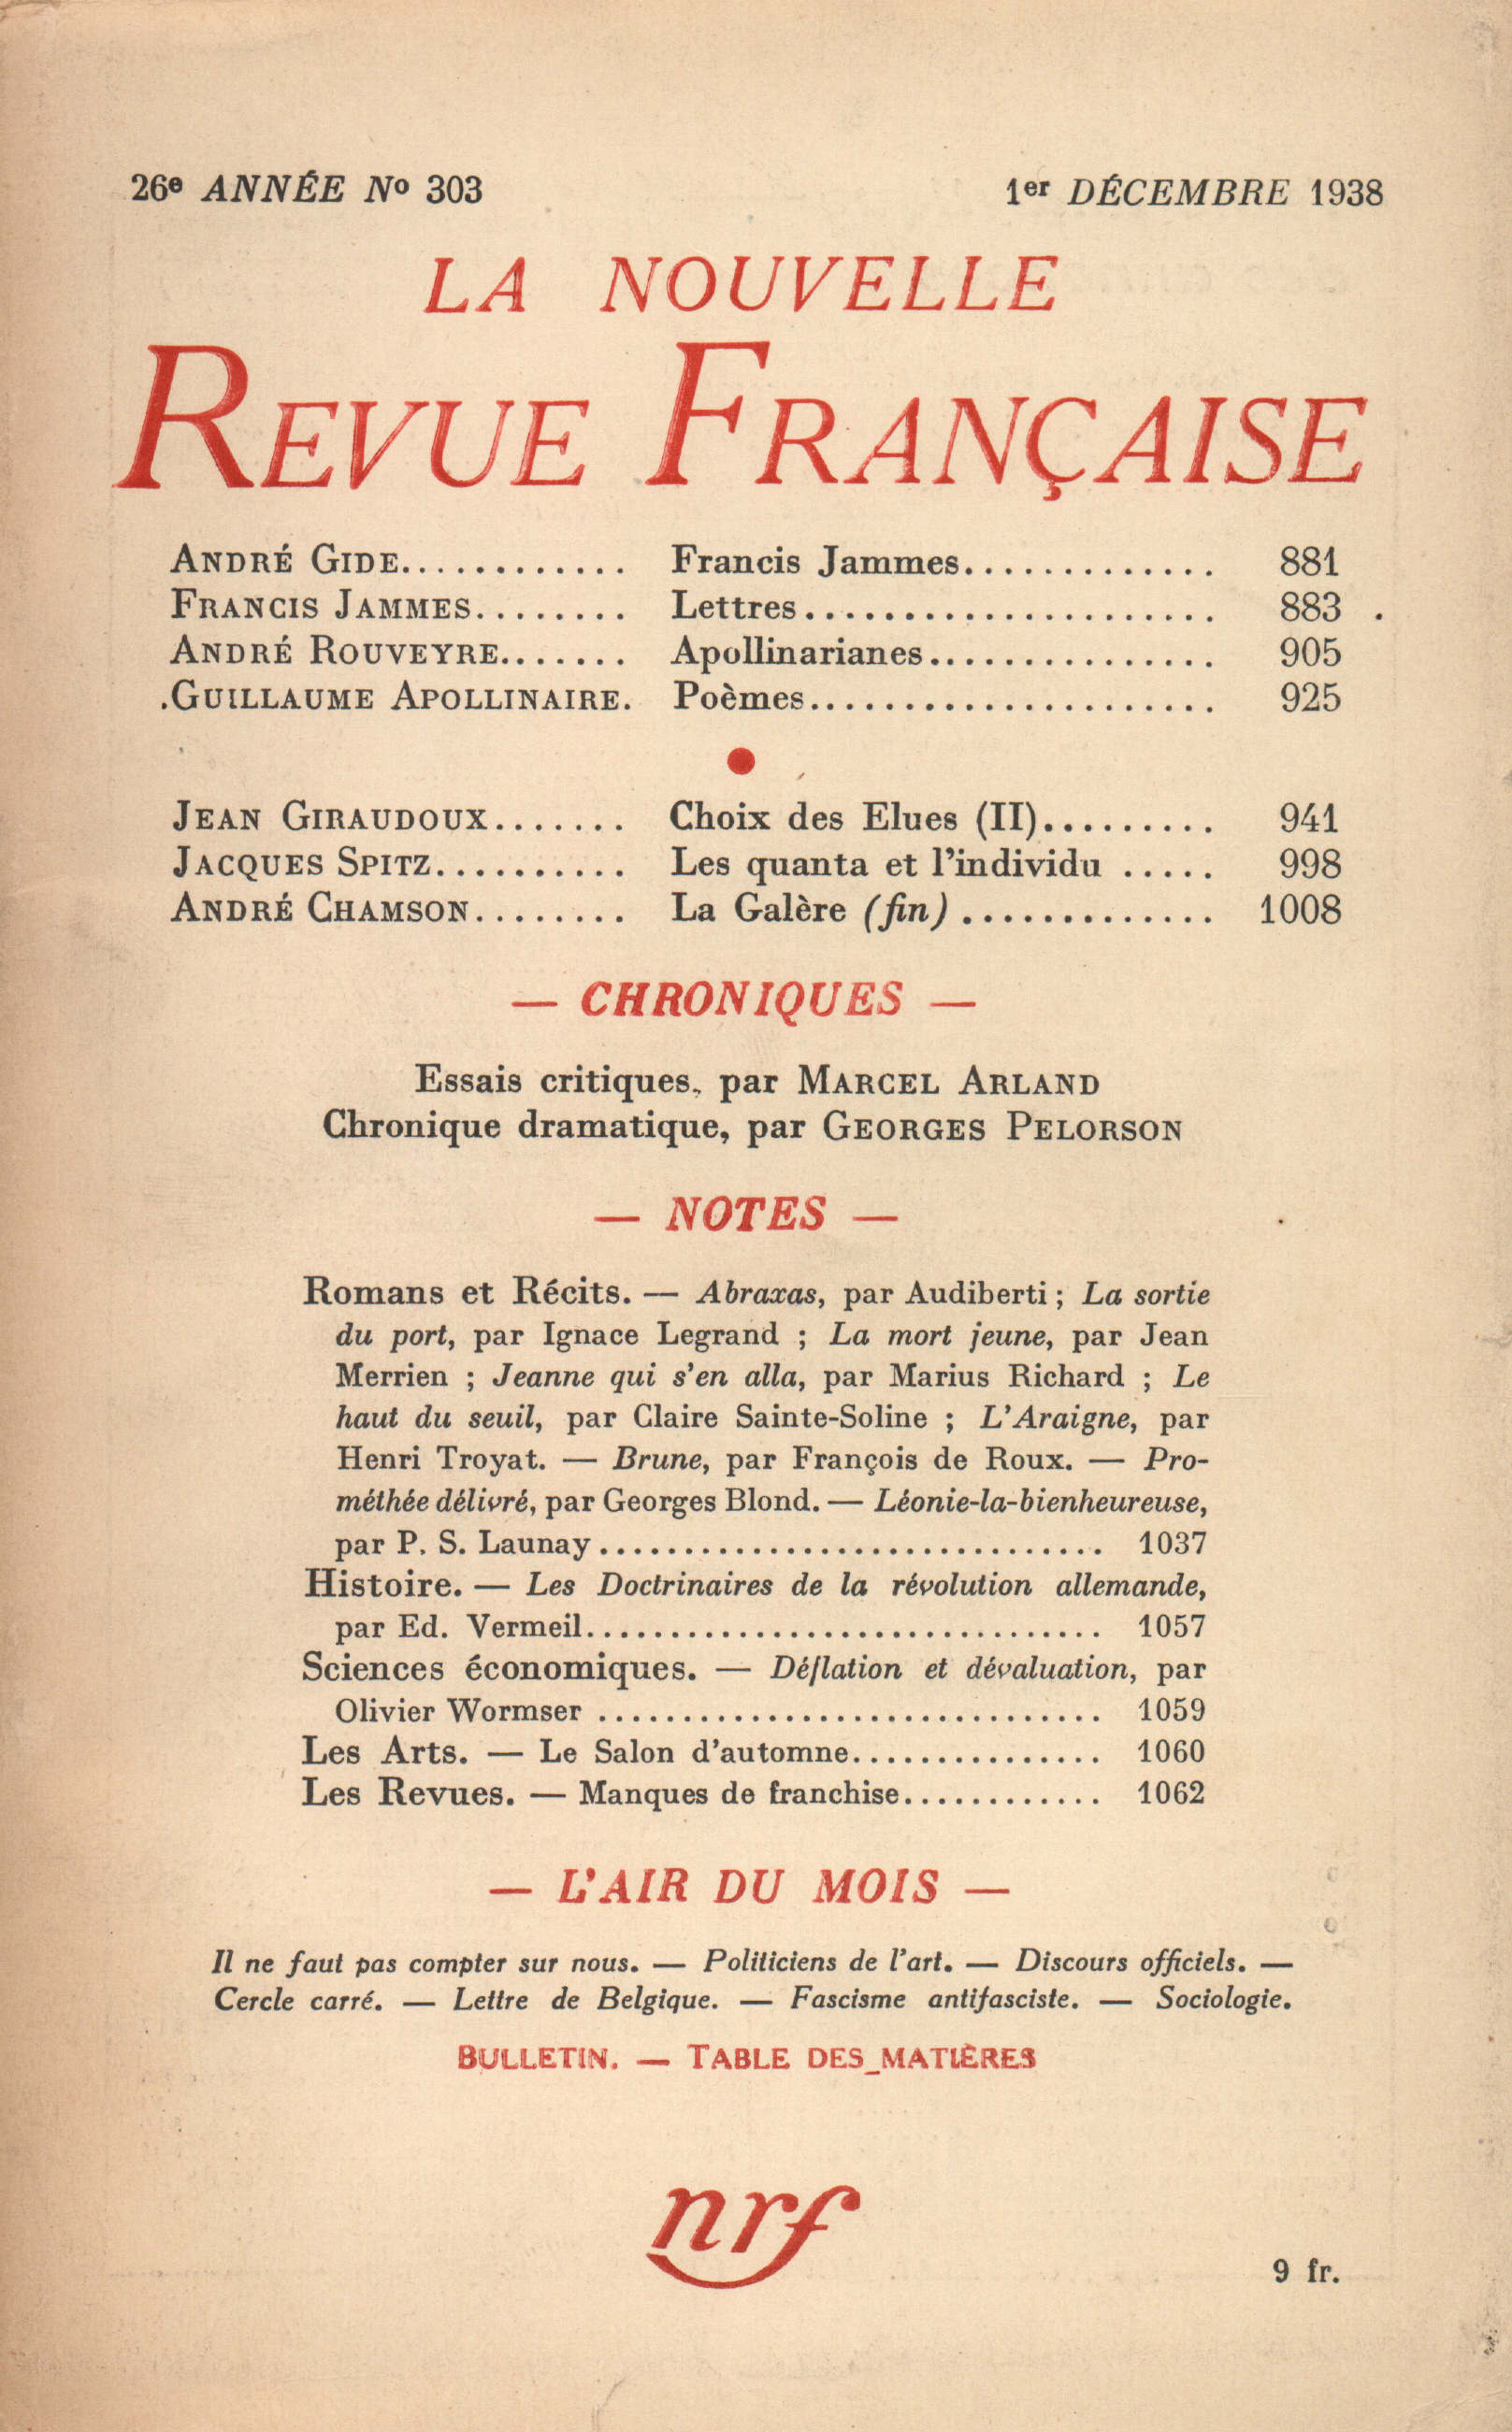 26e ANNÉE No 303 1er DÉCEMBRE 1938
LA NOUVELLE
REVUE FRANÇAISE
ANDRÉ GIDE............ Francis Jammes............. 881
FRANCIS JAMMES........ Lettres..................... 883
ANDRÉ ROUVEYRE....... Apollinarianes............... 905
GUILLAUME APOLLINAIRE. Poèmes...................... 925
JEAN GIRAUDOUX....... Choix des Elues (II)......... 941
JACQUES SPITZ.......... Les quanta et l'individu ..... 998
ANDRÉ CHAMSON........ La Galère (fin) ............. 1008
— CHRONIQUES —
Essais critiques, par MARCEL ARLAND
Chronique dramatique, par GEORGES PELORSON
— NOTES —
Romans et Récits. — Abraxas, par Audiberti ; La sortie
du port, par Ignace Legrand ; La mort jeune, par Jean
Merrien ; Jeanne qui s'en alla, par Marius Richard ; Le
haut du seuil, par Claire Sainte-Soline ; L'Araigne, par
Henri Troyat. — Brune, par François de Roux. — Pro-
méthée délivré, par Georges Blond. — Léonie-la-bienheureuse,
par P. S. Launay.............................. 1037
Histoire. — Les Doctrinaires de la révolution allemande,
par Ed. Vermeil............................... 1057
Sciences économiques. — Déflation et dévaluation, par
Olivier Wormser .............................. 1059
Les Arts. — Le Salon d'automne............... 1060
Les Revues. — Manques de franchise............ 1062
— L'AIR DU MOIS —
Il ne faut pas compter sur nous. — Politiciens de l'art. — Discours officiels. —
Cercle carré. — Lettre de Belgique. — Fascisme antifasciste. — Sociologie.
BULLETIN. — TABLE DES MATIÈRES
nrf
9 fr.